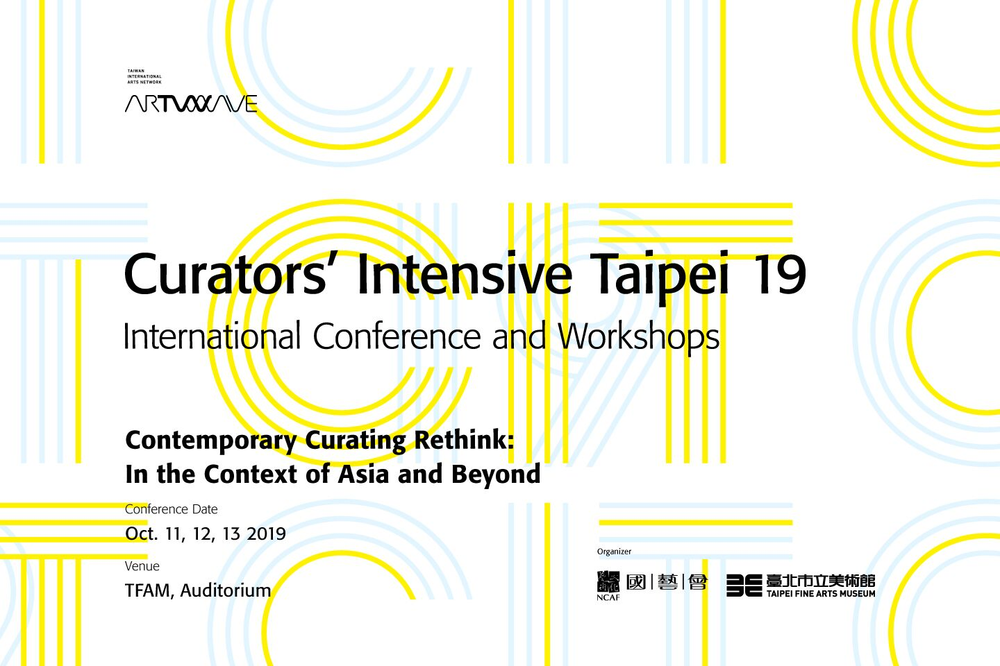 TAIWAN
INTERNATIONAL
ARTS NETWORK
ARTWAVE
Curators’ Intensive Taipei 19
International Conference and Workshops
Contemporary Curating Rethink:
In the Context of Asia and Beyond
Conference Date
Oct. 11, 12, 13 2019
Venue
TFAM, Auditorium
Organizer
NCAF
國|藝|會
臺北市立美術館
TAIPEI FINE ARTS MUSEUM